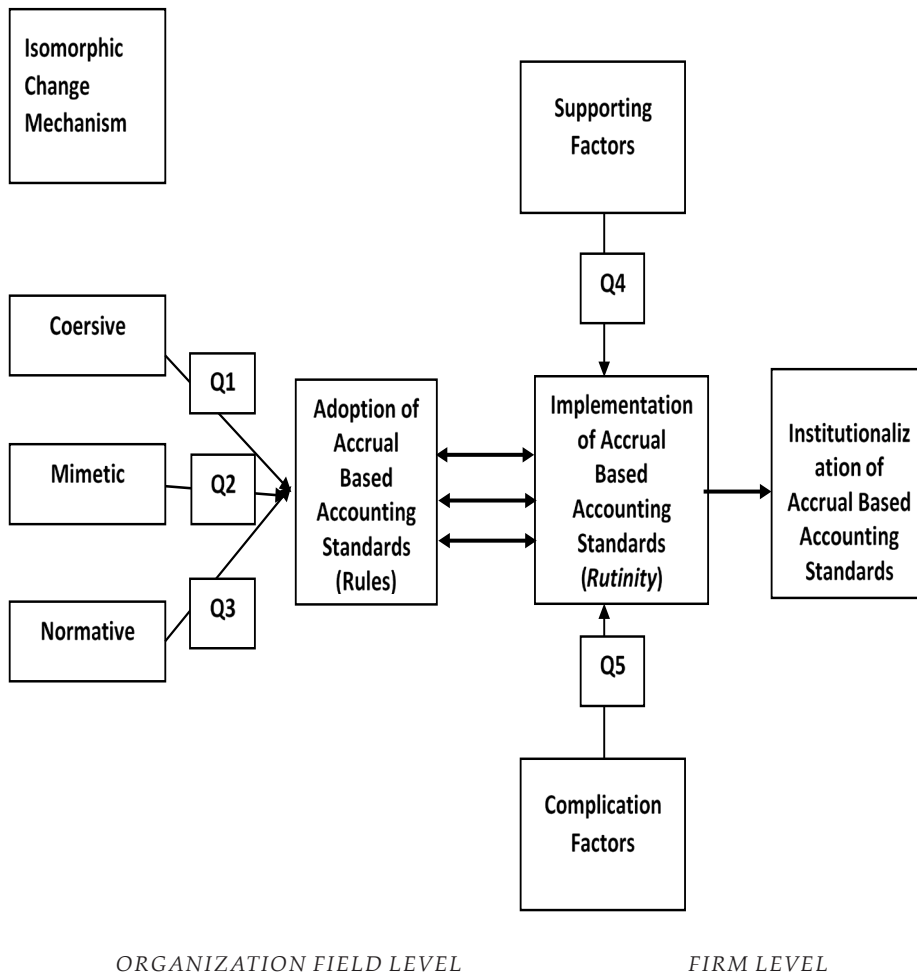 Isomorphic
Change
Mechanism
Supporting
Factors
Q4
Coersive
Q1
Mimetic
Q2
Normative
Q3
Adoption of
Accrual
Based
Accounting
Standards
(Rules)
Implementation
of Accrual
Based
Accounting
Standards
(Rutinity)
Institutionaliz
ation of
Accrual Based
Accounting
Standards
Q5
Complication
Factors
ORGANIZATION FIELD LEVEL
FIRM LEVEL